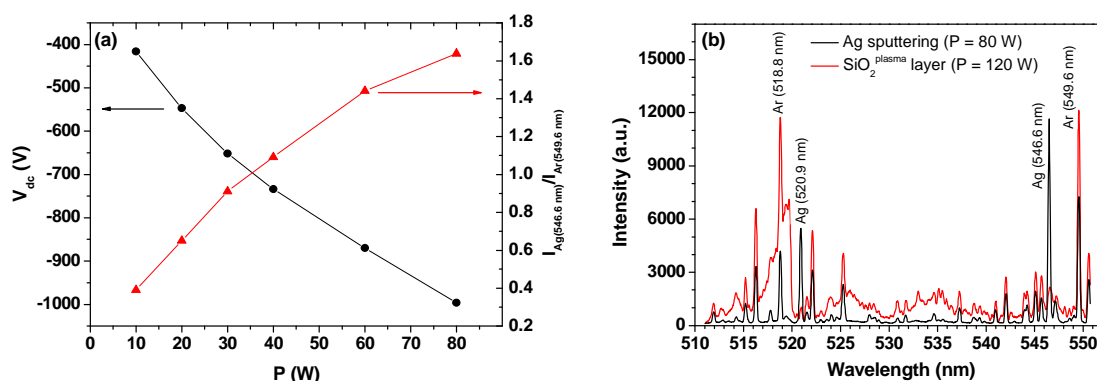 (a)
-400
-500
-600
-700
-800
-900
-1000
V_dc (V)
0 10 20 30 40 50 60 70 80 90
P (W)
1.8
1.6
1.4
1.2
1.0
0.8
0.6
0.4
0.2
I_Ag(546.6 nm)/I_Ar(549.6 nm)
(b)
Ag sputtering (P = 80 W)
SiO₂^plasma layer (P = 120 W)
15000
12000
9000
6000
3000
0
Intensity (a.u.)
Ar (518.8 nm)
Ag (520.9 nm)
Ag (546.6 nm)
Ar (549.6 nm)
510 515 520 525 530 535 540 545 550
Wavelength (nm)